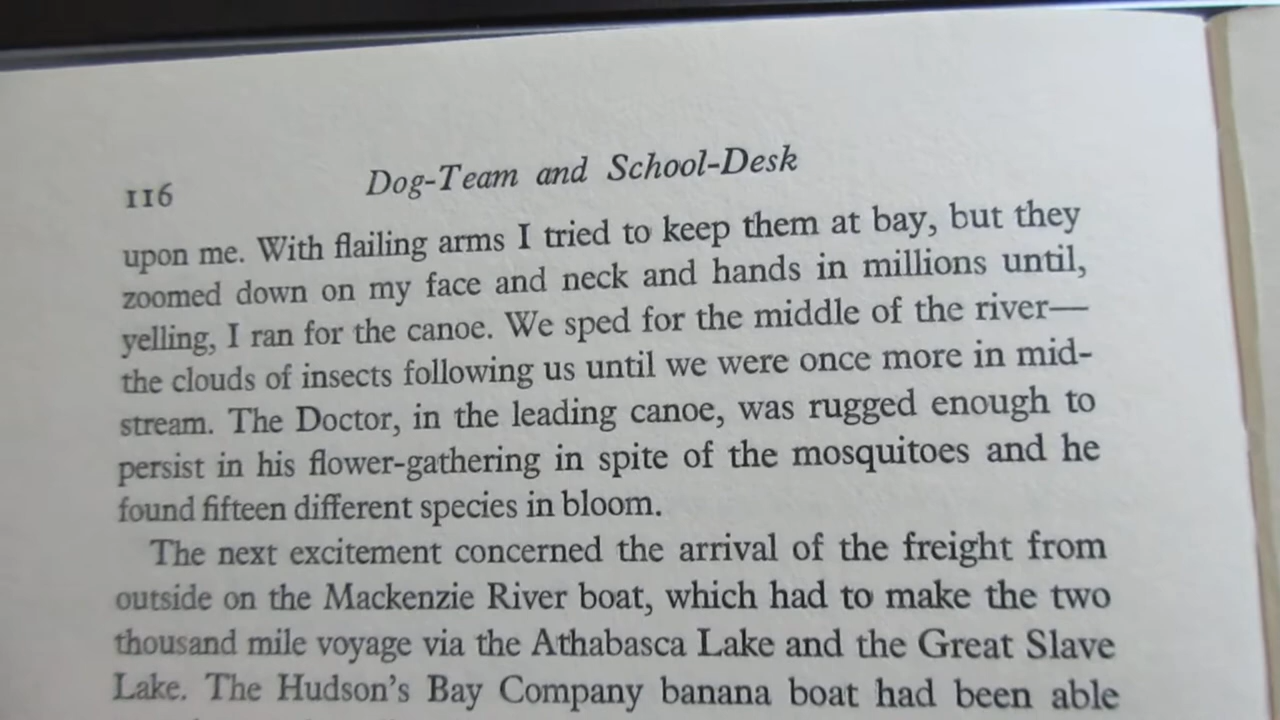 116
Dog-Team and School-Desk
upon me. With flailing arms I tried to keep them at bay, but they
zoomed down on my face and neck and hands in millions until,
yelling, I ran for the canoe. We sped for the middle of the river—
the clouds of insects following us until we were once more in mid-
stream. The Doctor, in the leading canoe, was rugged enough to
persist in his flower-gathering in spite of the mosquitoes and he
found fifteen different species in bloom.
The next excitement concerned the arrival of the freight from
outside on the Mackenzie River boat, which had to make the two
thousand mile voyage via the Athabasca Lake and the Great Slave
Lake. The Hudson's Bay Company banana boat had been able